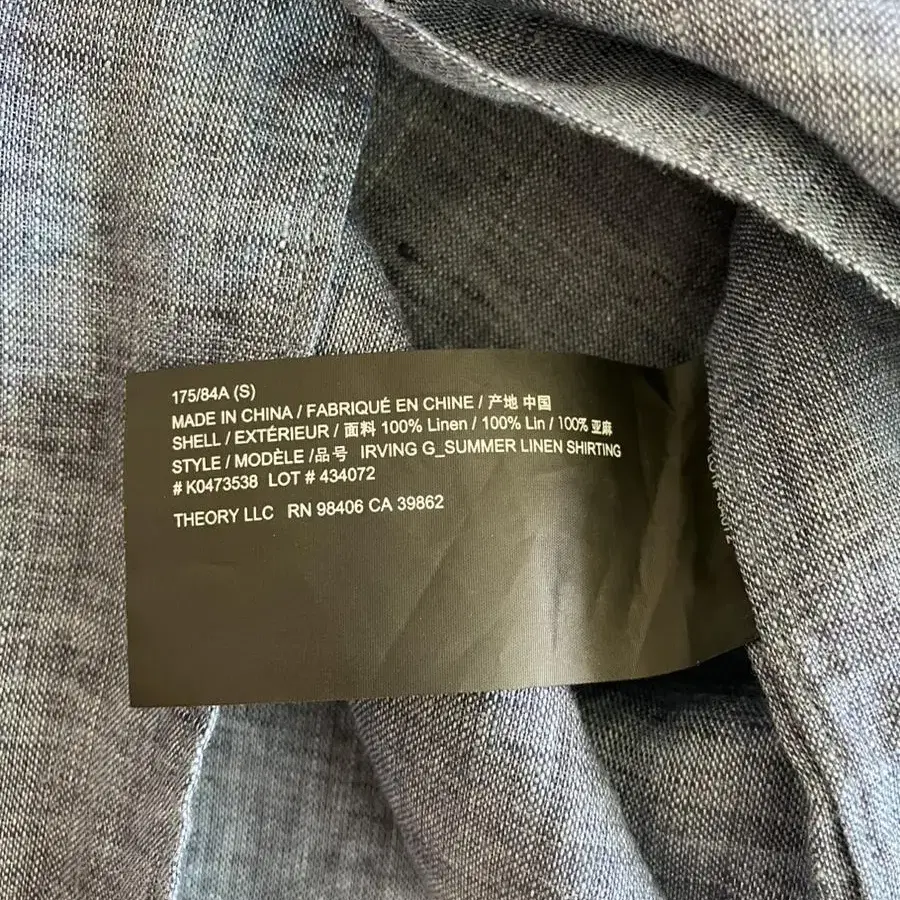 175/84A (S)
MADE IN CHINA / FABRIQUÉ EN CHINE / 产地 中国
SHELL / EXTÉRIEUR / 面料 100% Linen / 100% Lin / 100% 亚麻
STYLE / MODÈLE /品号 IRVING G_SUMMER LINEN SHIRTING
# K0473538 LOT # 434072
THEORY LLC RN 98406 CA 39862